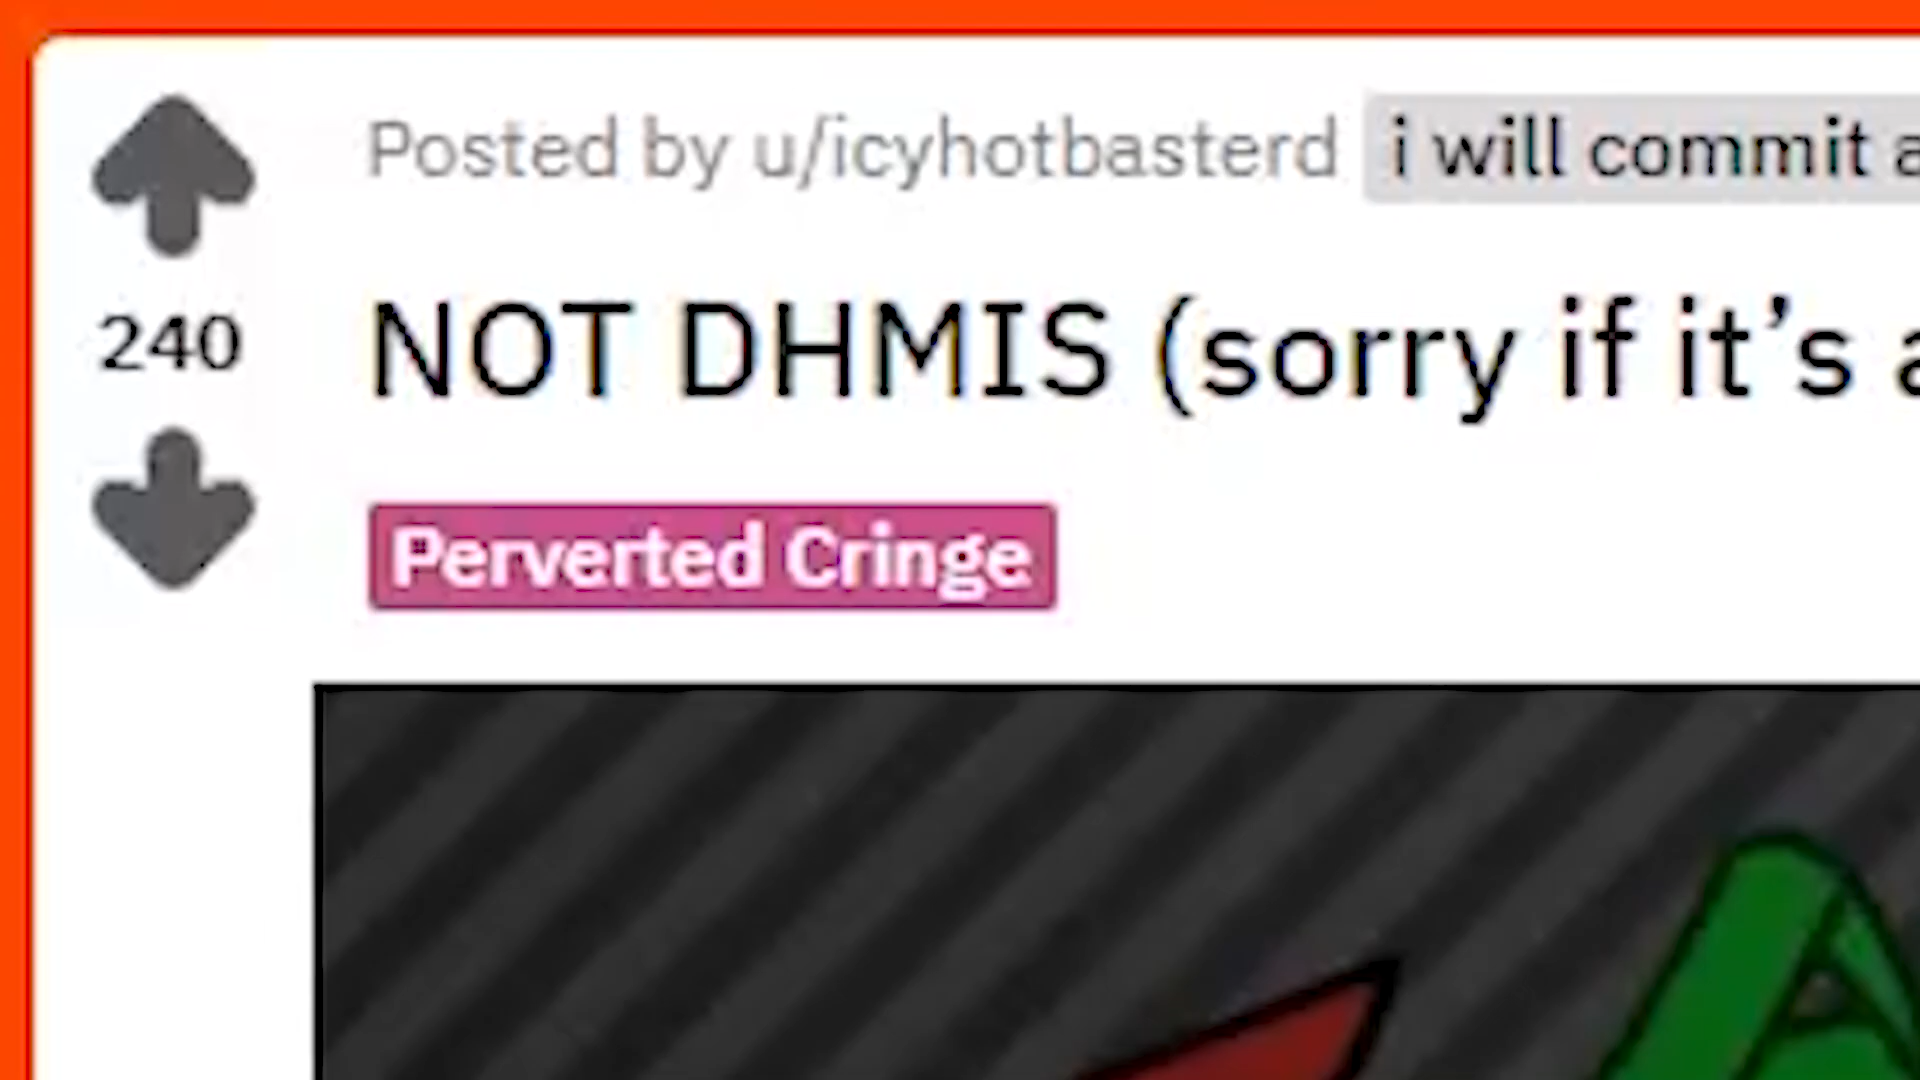 Posted by u/icyhotbasterd i will commit a
240
NOT DHMIS (sorry if it’s a
Perverted Cringe